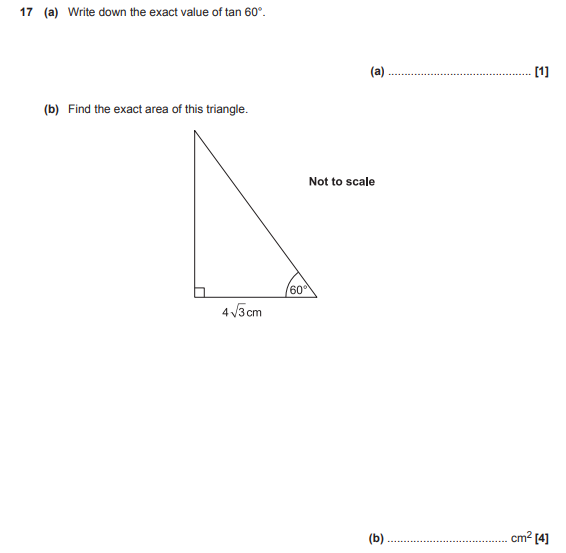 17 (a) Write down the exact value of tan 60°.
(a) ............................................ [1]
(b) Find the exact area of this triangle.
Not to scale
60°
4√3 cm
(b) ..................................... cm² [4]